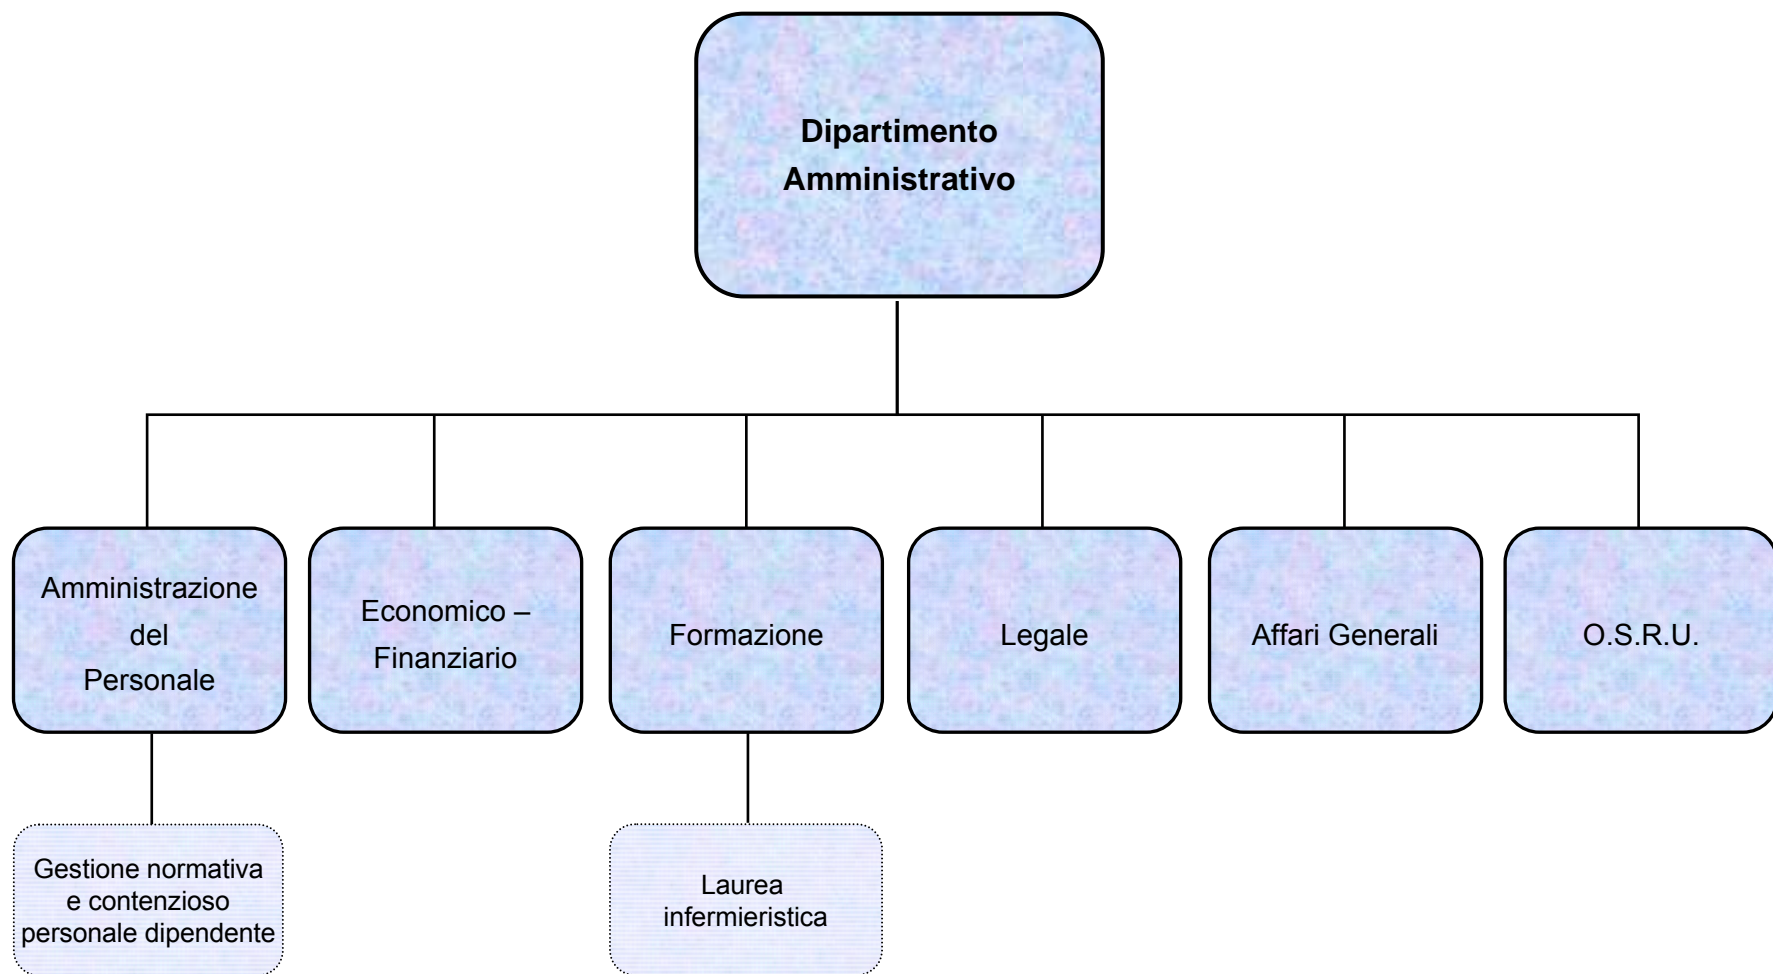 Dipartimento
Amministrativo
Amministrazione
del
Personale
Economico –
Finanziario
Formazione
Legale
Affari Generali
O.S.R.U.
Gestione normativa
e contenzioso
personale dipendente
Laurea
infermieristica